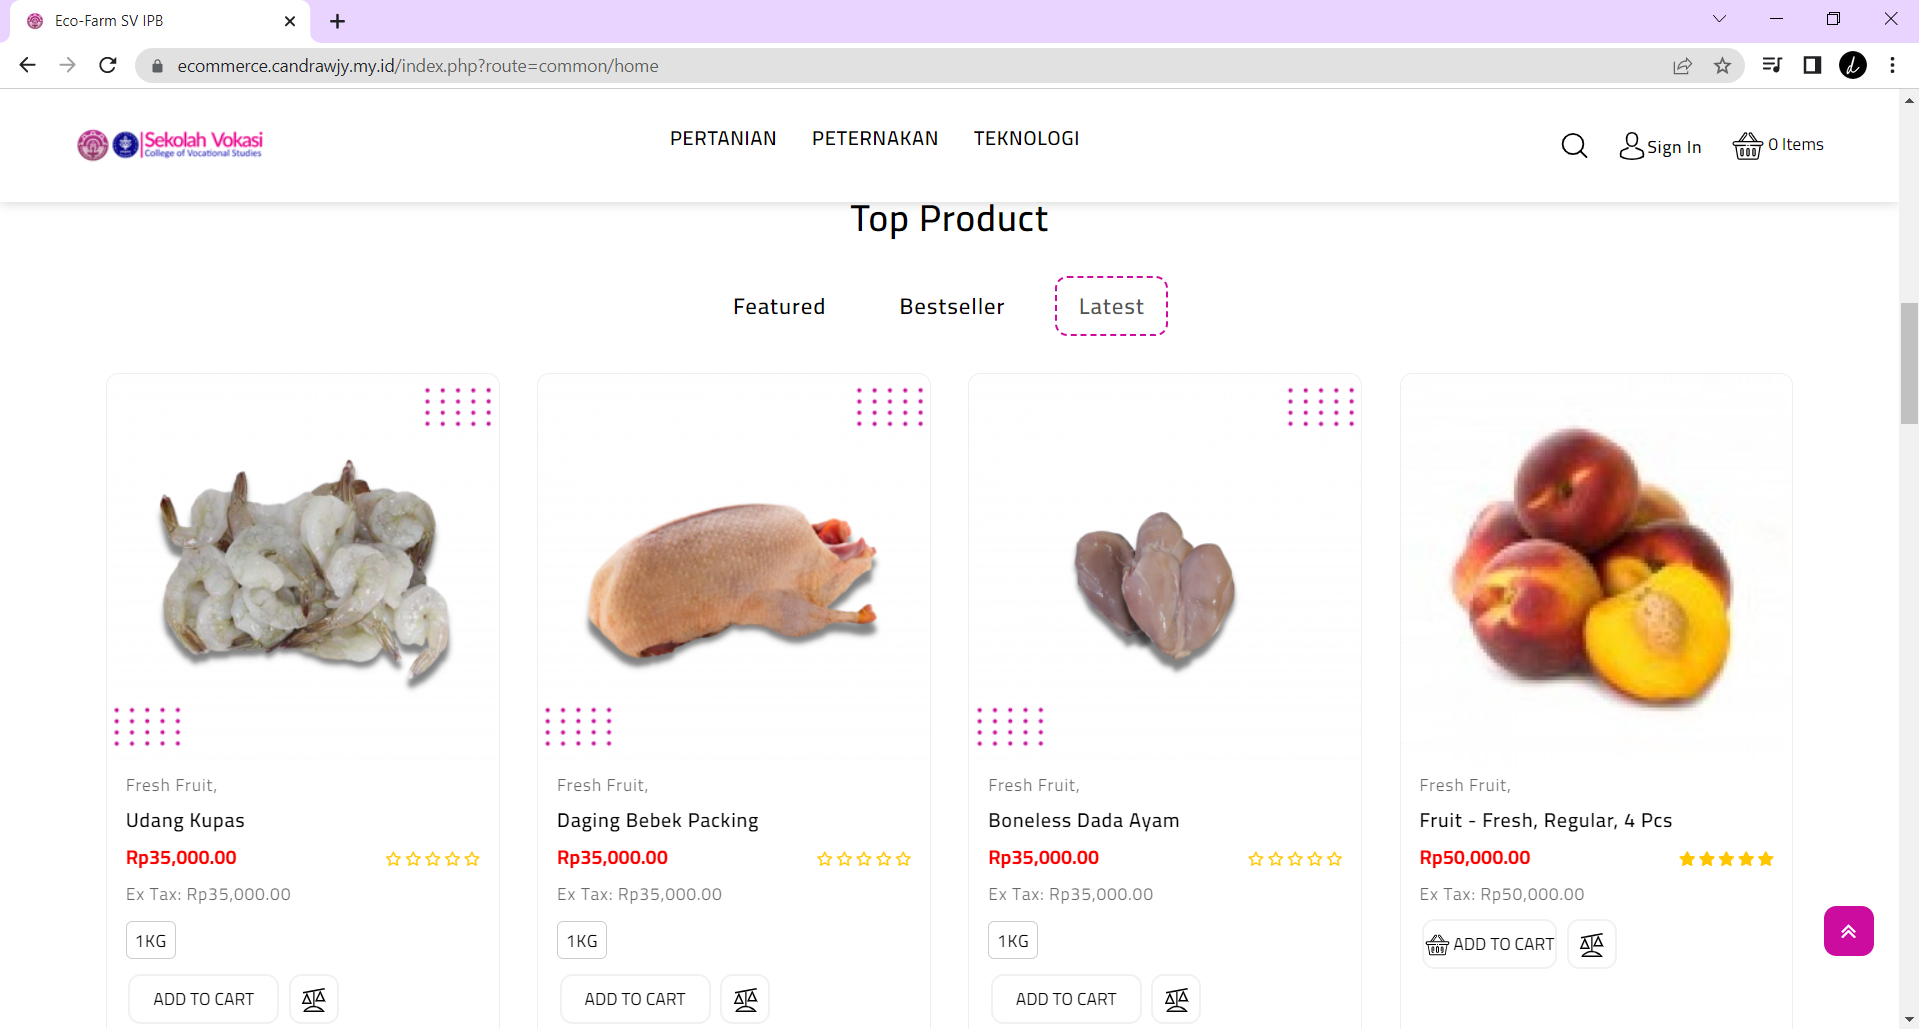 Eco-Farm SV IPB
ecommerce.candrawjy.my.id/index.php?route=common/home
Sekolah Vokasi
College of Vocational Studies
PERTANIAN PETERNAKAN TEKNOLOGI
Sign In
0 Items
Top Product
Featured Bestseller Latest
Fresh Fruit,
Udang Kupas
Rp35,000.00
Ex Tax: Rp35,000.00
1KG
ADD TO CART
Fresh Fruit,
Daging Bebek Packing
Rp35,000.00
Ex Tax: Rp35,000.00
1KG
ADD TO CART
Fresh Fruit,
Boneless Dada Ayam
Rp35,000.00
Ex Tax: Rp35,000.00
1KG
ADD TO CART
Fresh Fruit,
Fruit - Fresh, Regular, 4 Pcs
Rp50,000.00
Ex Tax: Rp50,000.00
ADD TO CART